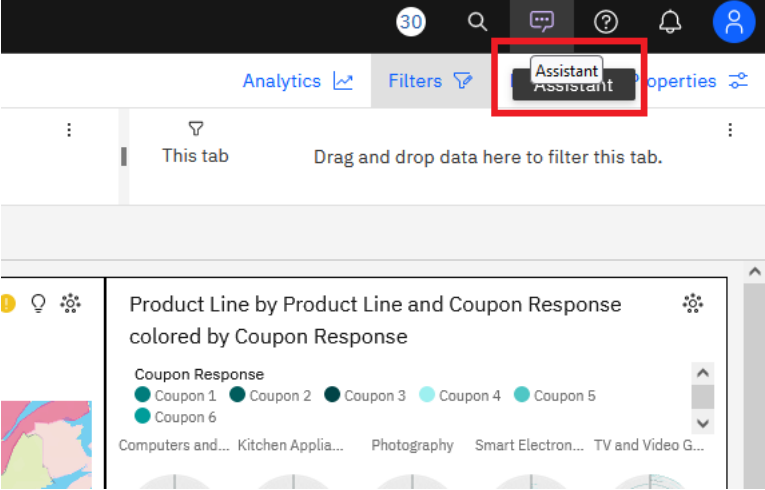 30
Assistant
Assistant
Analytics
Filters
roperties
This tab
Drag and drop data here to filter this tab.
Product Line by Product Line and Coupon Response
colored by Coupon Response
Coupon Response
Coupon 1 Coupon 2 Coupon 3 Coupon 4 Coupon 5
Coupon 6
Computers and... Kitchen Applia... Photography Smart Electron... TV and Video G...